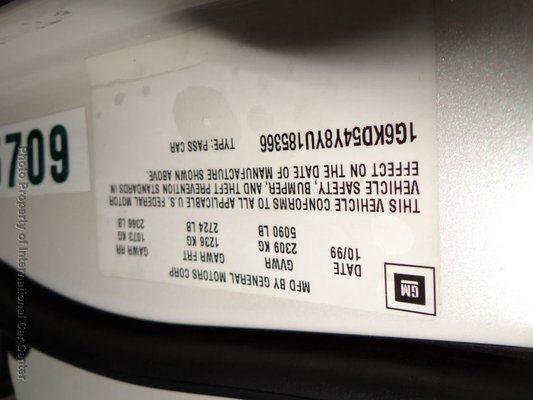 GM
MFD BY GENERAL MOTORS CORP
DATE GVWR GAWR FRT GAWR RR
10/99 2309 KG 1236 KG 1073 KG
5090 LB 2724 LB 2366 LB
THIS VEHICLE CONFORMS TO ALL APPLICABLE U.S. FEDERAL MOTOR
VEHICLE SAFETY, BUMPER, AND THEFT PREVENTION STANDARDS IN
EFFECT ON THE DATE OF MANUFACTURE SHOWN ABOVE.
1G6KD54Y8YU185366 TYPE: PASS CAR
709
Photo Property of International Car Center